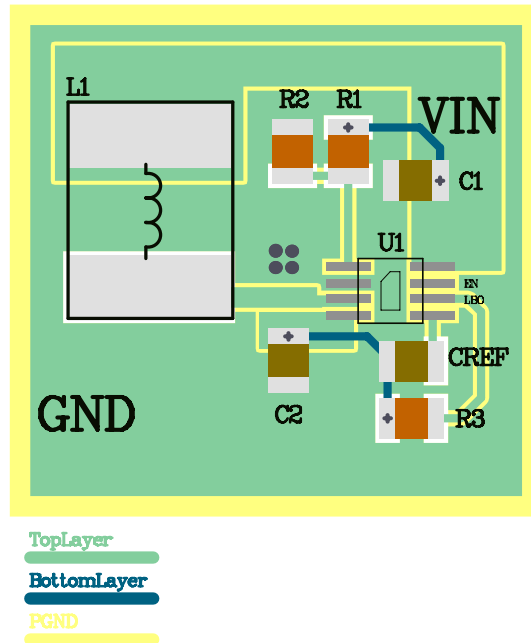 L1
R2 R1
VIN
C1
U1
EN
LBO
CREF
GND
C2
R3
TopLayer
BottomLayer
PGND